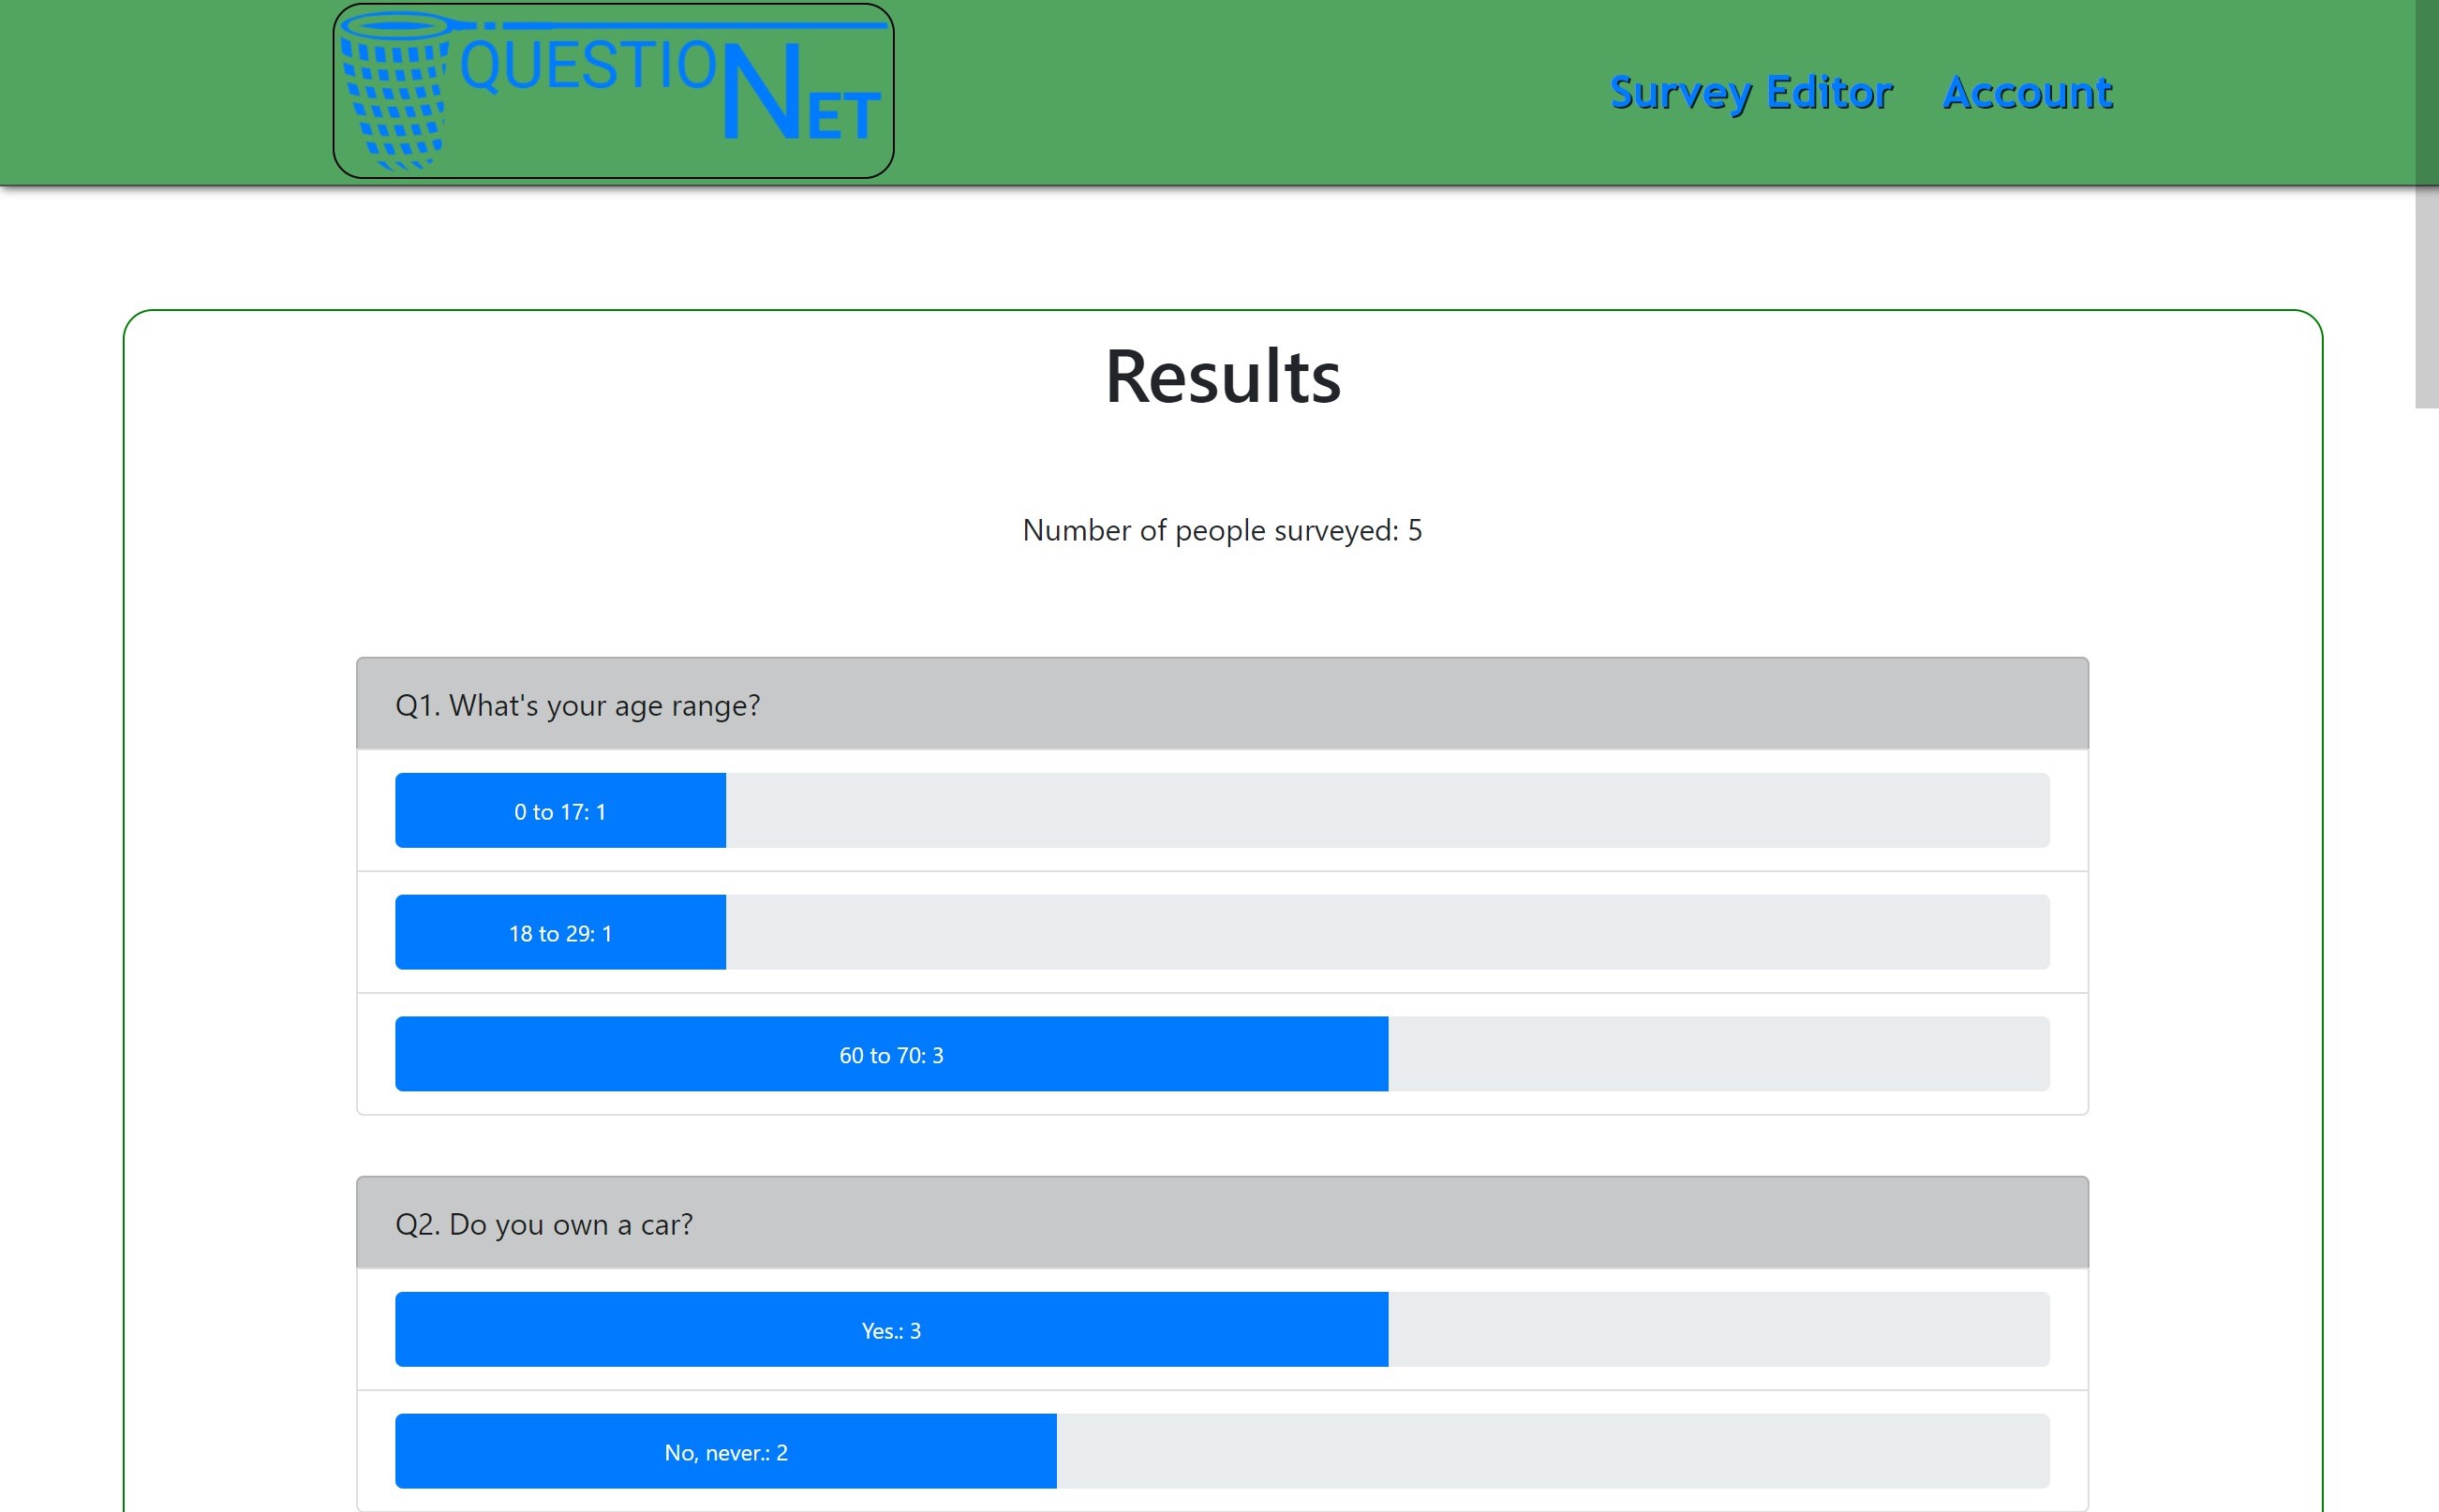 QUESTIONNET
Survey Editor Account
Results
Number of people surveyed: 5
Q1. What's your age range?
0 to 17: 1
18 to 29: 1
60 to 70: 3
Q2. Do you own a car?
Yes.: 3
No, never.: 2